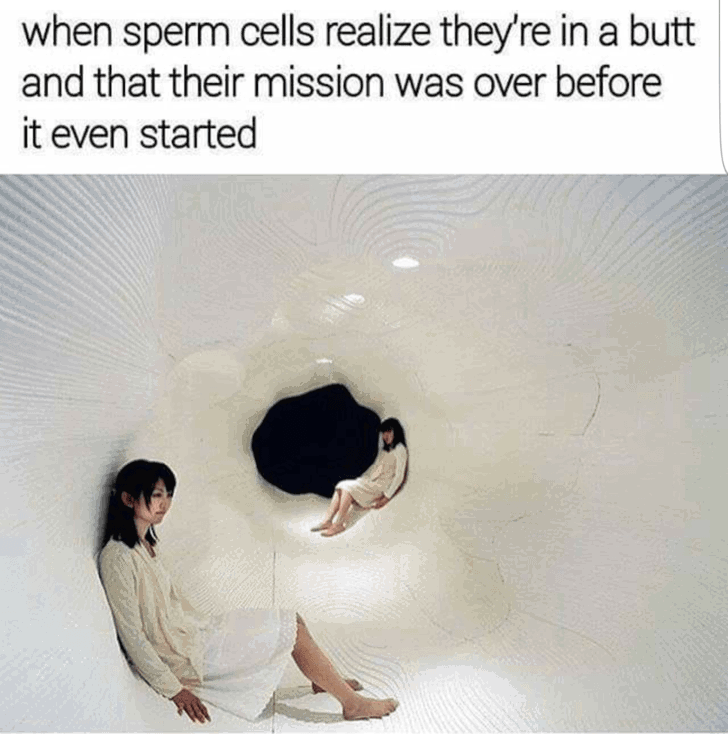 when sperm cells realize they're in a butt
and that their mission was over before
it even started